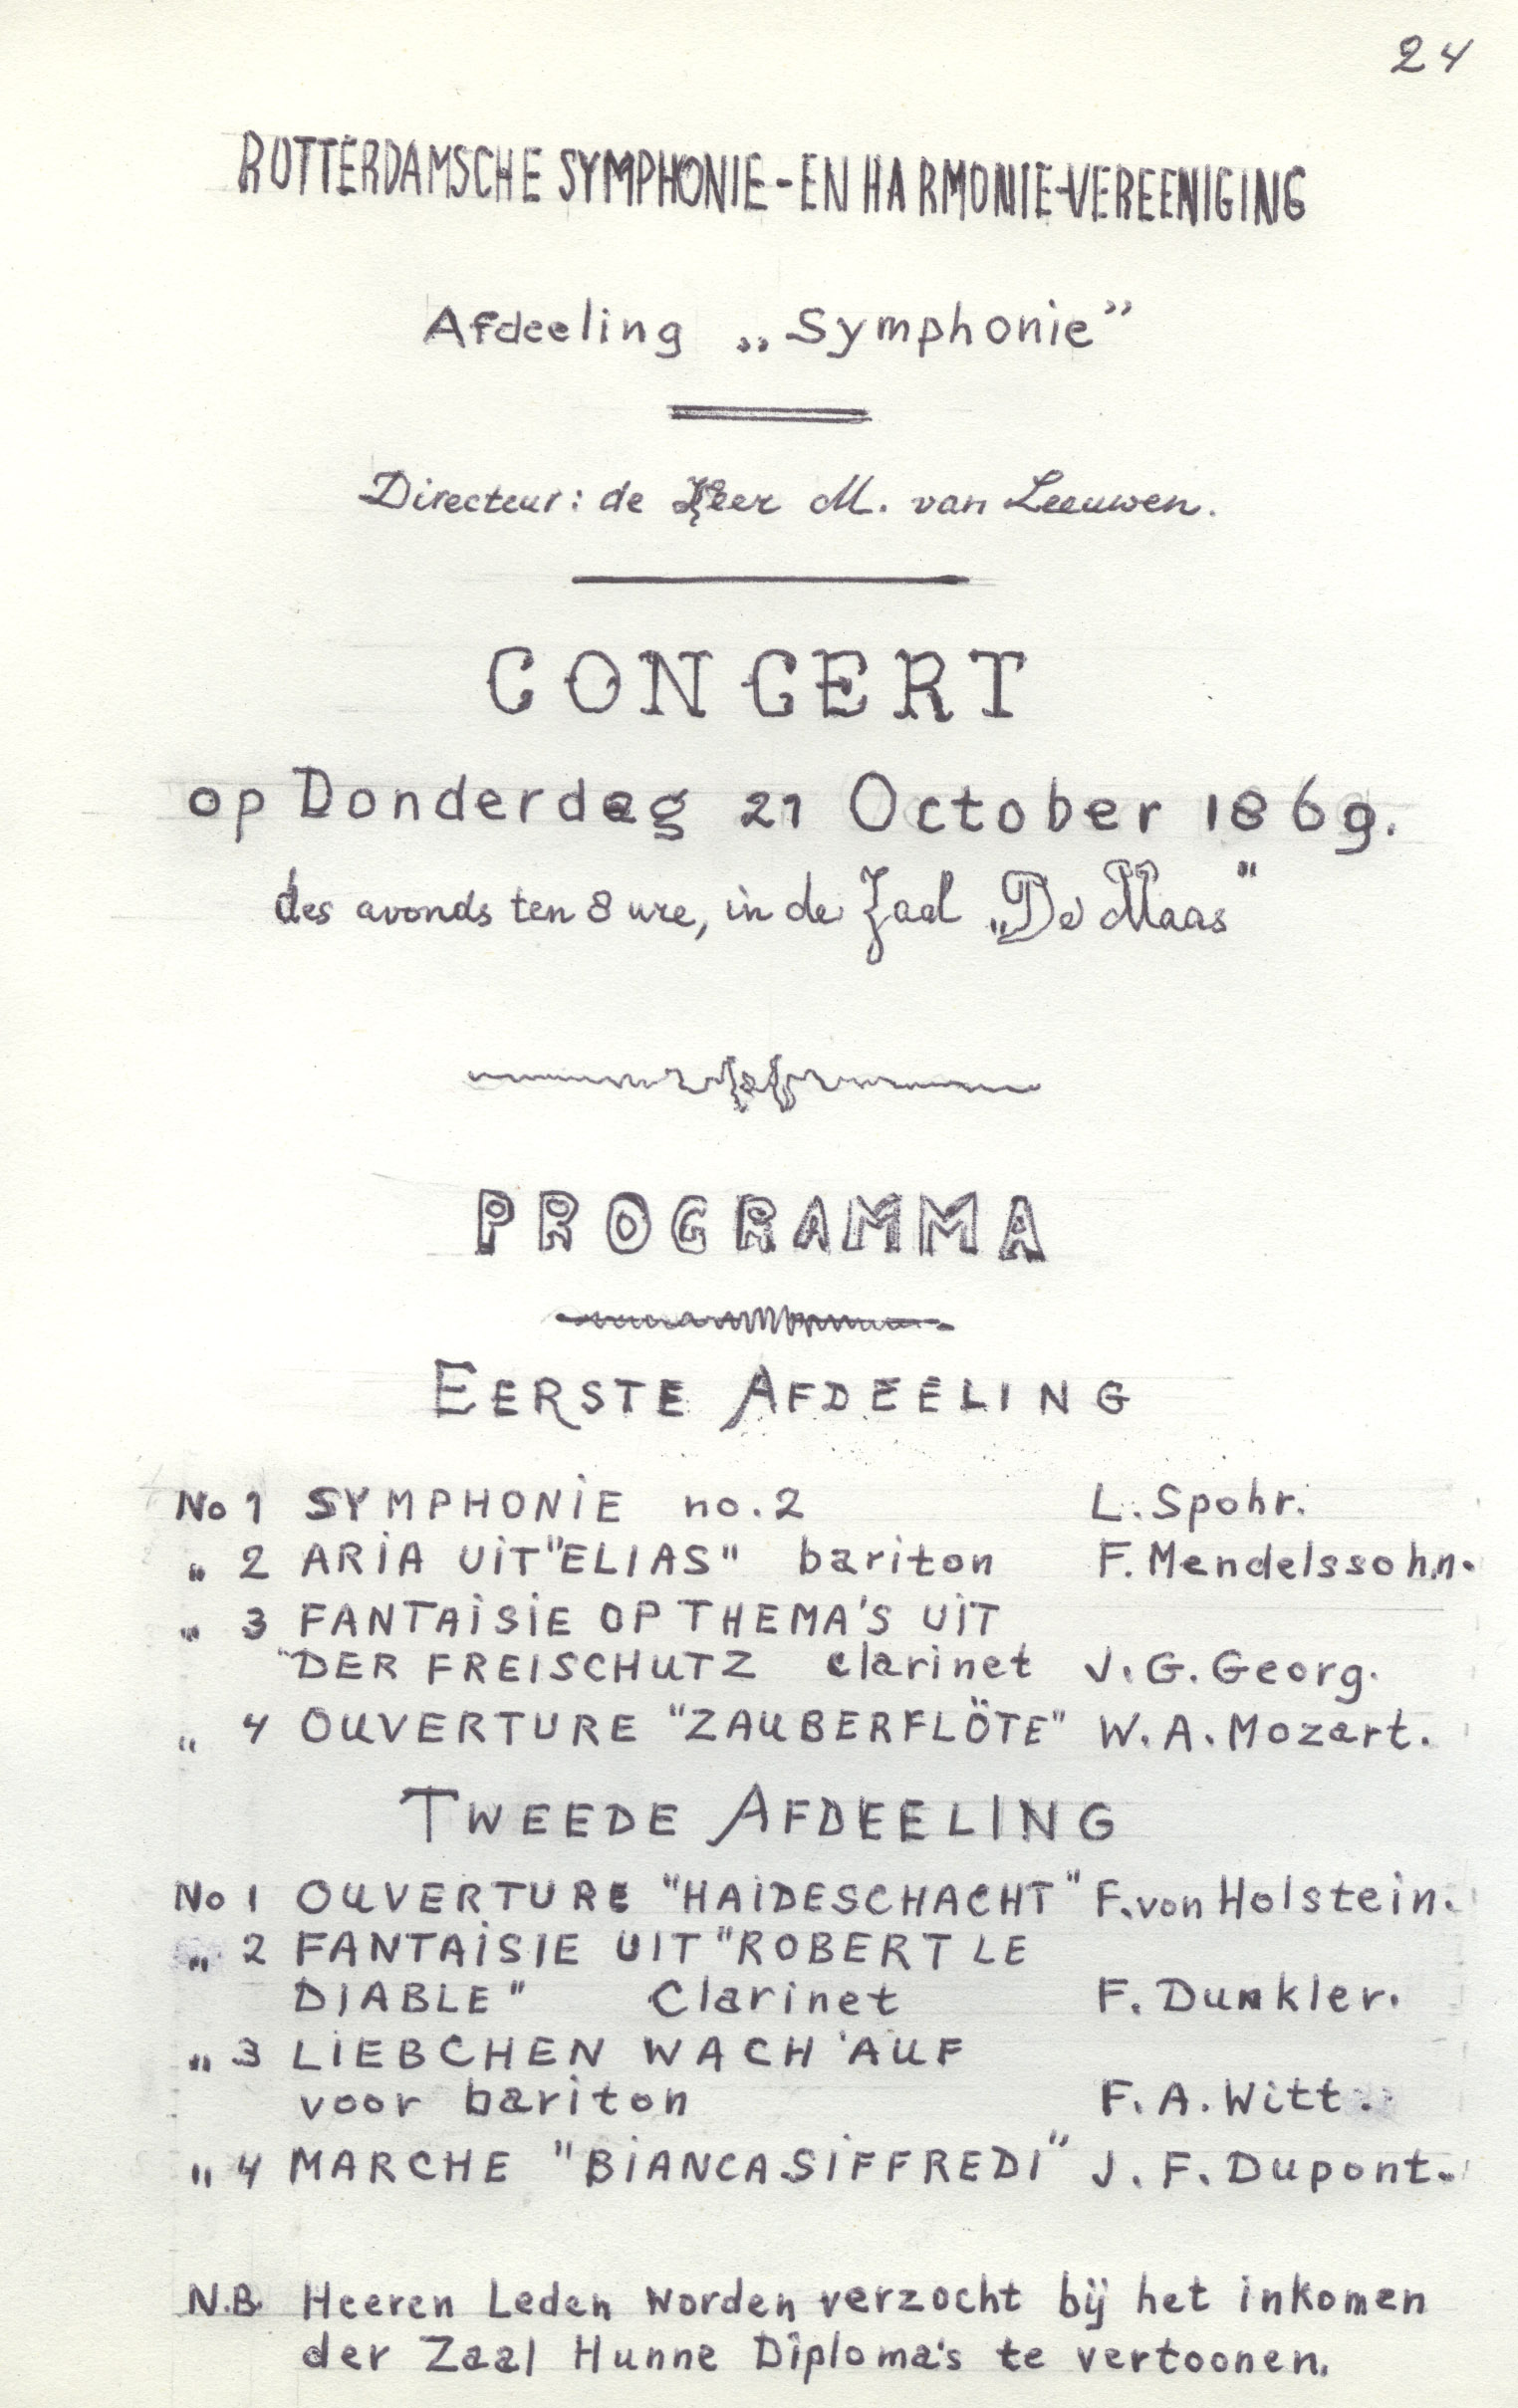 24
ROTTERDAMSCHE SYMPHONIE-EN HARMONIE-VEREENIGING
Afdeeling „Symphonie”
Directeur: de Heer M. van Leeuwen.
CONCERT
op Donderdag 21 October 1869.
des avonds ten 8 ure, in de Zaal „De Maas"
PROGRAMMA
EERSTE AFDEELING
No 1 SYMPHONIE no. 2 L. Spohr.
„ 2 ARIA UIT "ELIAS" bariton F. Mendelssohn.
„ 3 FANTAISIE OP THEMA'S UIT
"DER FREISCHUTZ clarinet J. G. Georg.
„ 4 OUVERTURE "ZAUBERFLÖTE" W. A. Mozart.
TWEEDE AFDEELING
No 1 OUVERTURE "HAIDESCHACHT" F. von Holstein.
„ 2 FANTAISIE UIT "ROBERT LE
DIABLE" Clarinet F. Dunkler.
„ 3 LIEBCHEN WACH 'AUF
voor bariton F. A. Witt.
„ 4 MARCHE "BIANCA SIFFREDI" J. F. Dupont.
N.B. Heeren Leden worden verzocht bij het inkomen
der Zaal Hunne Diploma's te vertoonen.